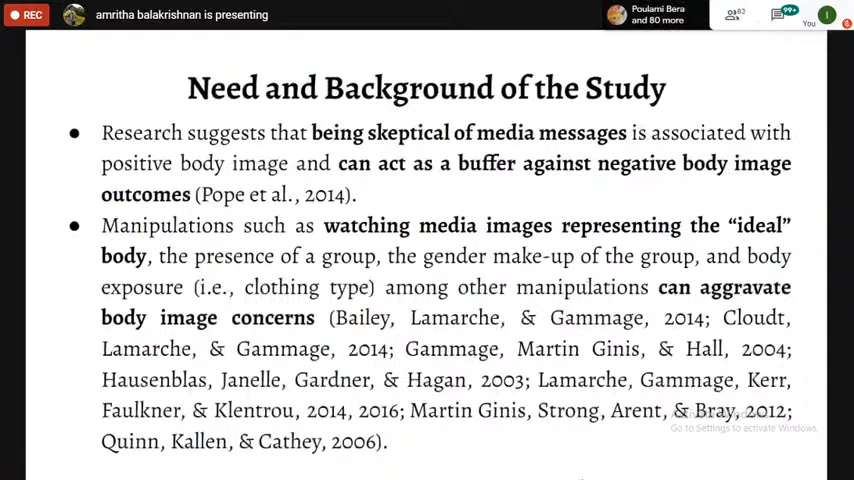 REC
amritha balakrishnan is presenting
Poulami Bera
and 80 more
83
99+
You
I
Need and Background of the Study
● Research suggests that being skeptical of media messages is associated with
positive body image and can act as a buffer against negative body image
outcomes (Pope et al., 2014).
● Manipulations such as watching media images representing the “ideal”
body, the presence of a group, the gender make-up of the group, and body
exposure (i.e., clothing type) among other manipulations can aggravate
body image concerns (Bailey, Lamarche, & Gammage, 2014; Cloudt,
Lamarche, & Gammage, 2014; Gammage, Martin Ginis, & Hall, 2004;
Hausenblas, Janelle, Gardner, & Hagan, 2003; Lamarche, Gammage, Kerr,
Faulkner, & Klentrou, 2014, 2016; Martin Ginis, Strong, Arent, & Bray, 2012;
Quinn, Kallen, & Cathey, 2006).
Activate Windows
Go to Settings to activate Windows.